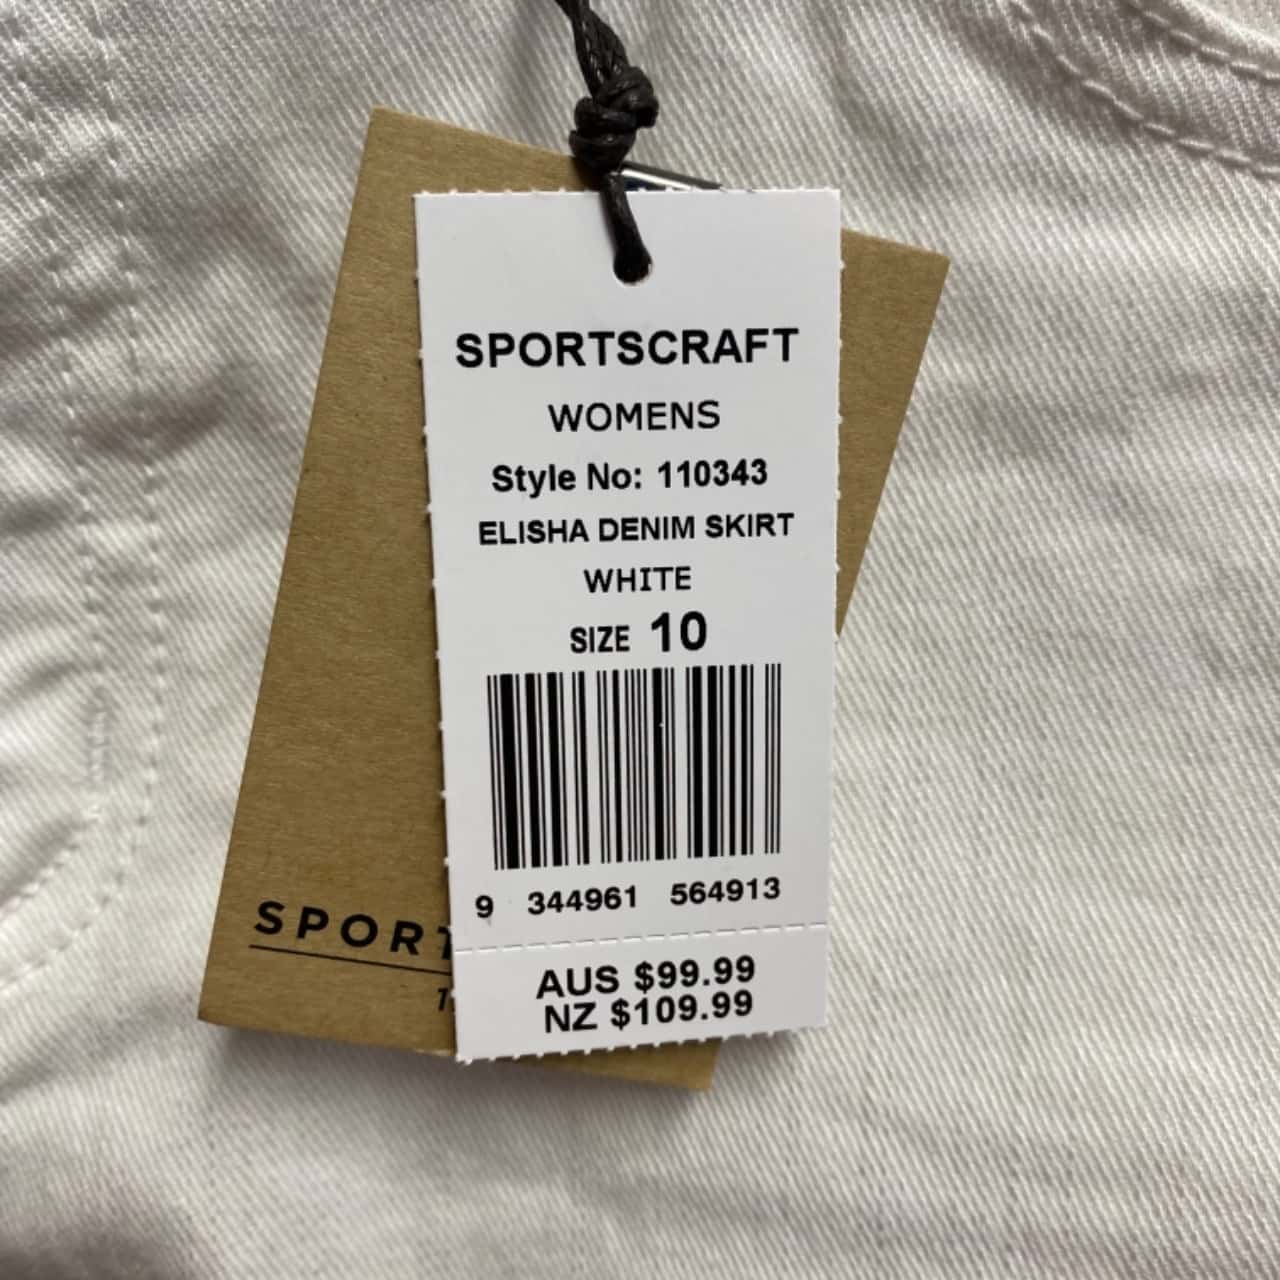 SPORTSCRAFT
WOMENS
Style No: 110343
ELISHA DENIM SKIRT
WHITE
SIZE 10
9 344961 564913
AUS $99.99
NZ $109.99
SPORT